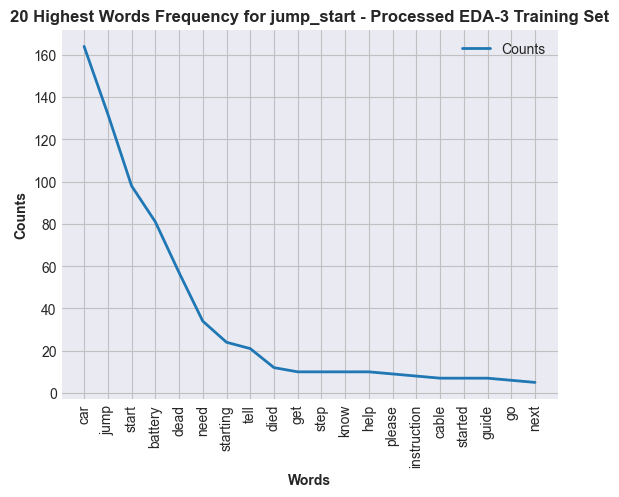 20 Highest Words Frequency for jump_start - Processed EDA-3 Training Set
Counts
160
140
120
100
80
60
40
20
0
Counts
car
jump
start
battery
dead
need
starting
tell
died
get
step
know
help
please
instruction
cable
started
guide
go
next
Words